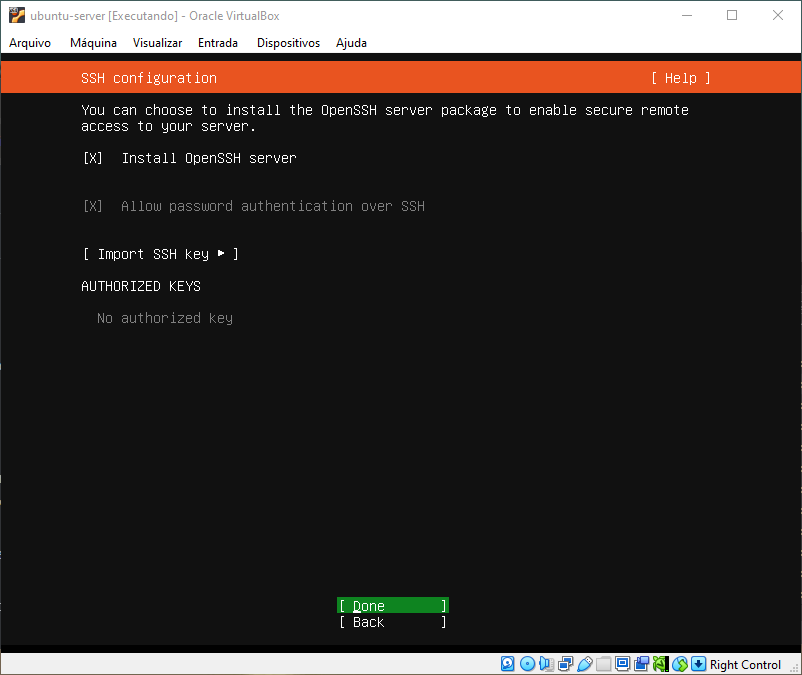 ubuntu-server [Executando] - Oracle VirtualBox
Arquivo Máquina Visualizar Entrada Dispositivos Ajuda
SSH configuration [ Help ]
You can choose to install the OpenSSH server package to enable secure remote
access to your server.
[X] Install OpenSSH server
[X] Allow password authentication over SSH
[ Import SSH key ▸ ]
AUTHORIZED KEYS
No authorized key
[ Done ]
[ Back ]
Right Control